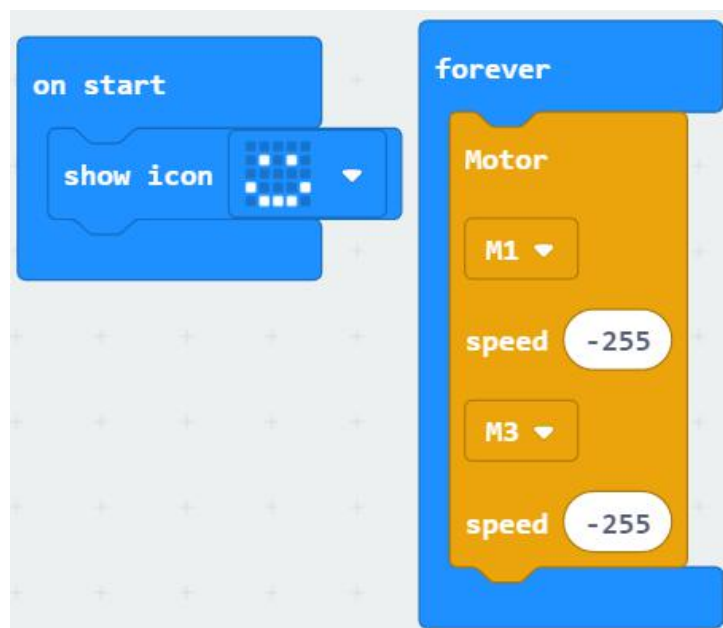 on start
show icon
forever
Motor
M1
speed -255
M3
speed -255